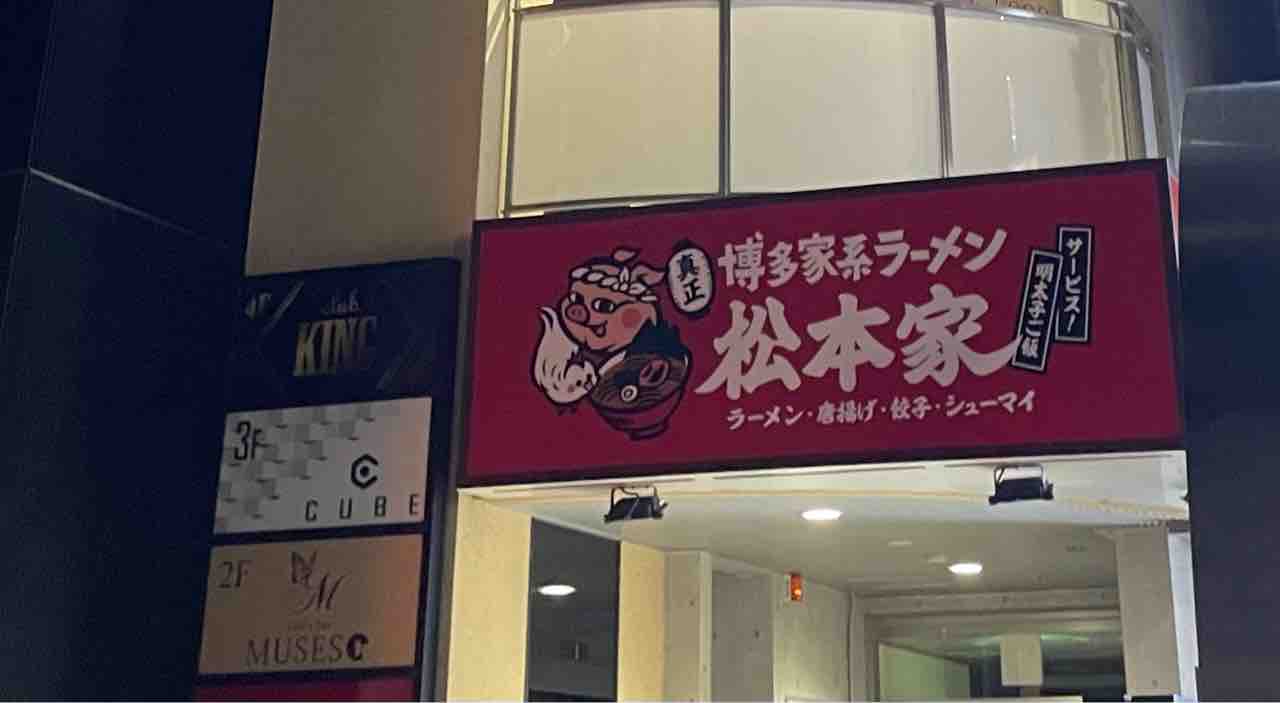 4F
club
KING
3F
CUBE
2F
M
MUSES
真正
博多家系ラーメン
松本家
サービス!
明太子ご飯
ラーメン・唐揚げ・餃子・シューマイ